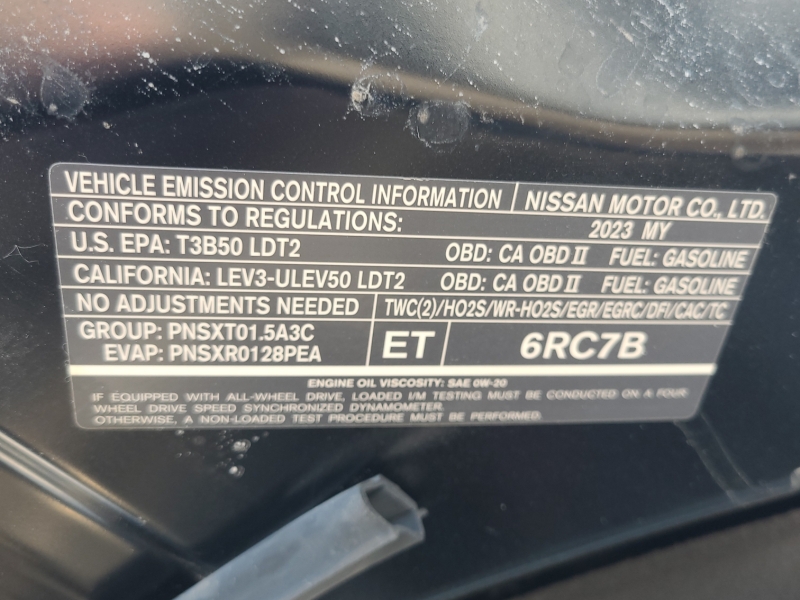 VEHICLE EMISSION CONTROL INFORMATION NISSAN MOTOR CO., LTD.
CONFORMS TO REGULATIONS: 2023 MY
U.S. EPA: T3B50 LDT2 OBD: CA OBD II FUEL: GASOLINE
CALIFORNIA: LEV3-ULEV50 LDT2 OBD: CA OBD II FUEL: GASOLINE
NO ADJUSTMENTS NEEDED TWC(2)/HO2S/WR-HO2S/EGR/EGRC/DFI/CAC/TC
GROUP: PNSXT01.5A3C
EVAP: PNSXR0128PEA
ET 6RC7B
ENGINE OIL VISCOSITY: SAE 0W-20
IF EQUIPPED WITH ALL-WHEEL DRIVE, LOADED I/M TESTING MUST BE CONDUCTED ON A FOUR
WHEEL DRIVE SPEED SYNCHRONIZED DYNAMOMETER.
OTHERWISE, A NON-LOADED TEST PROCEDURE MUST BE PERFORMED.